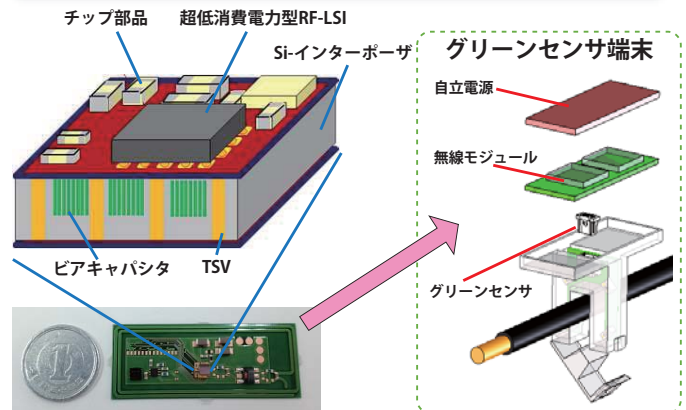 チップ部品
超低消費電力型RF-LSI
Si-インターポーザ
ビアキャパシタ
TSV
グリーンセンサ端末
自立電源
無線モジュール
グリーンセンサ